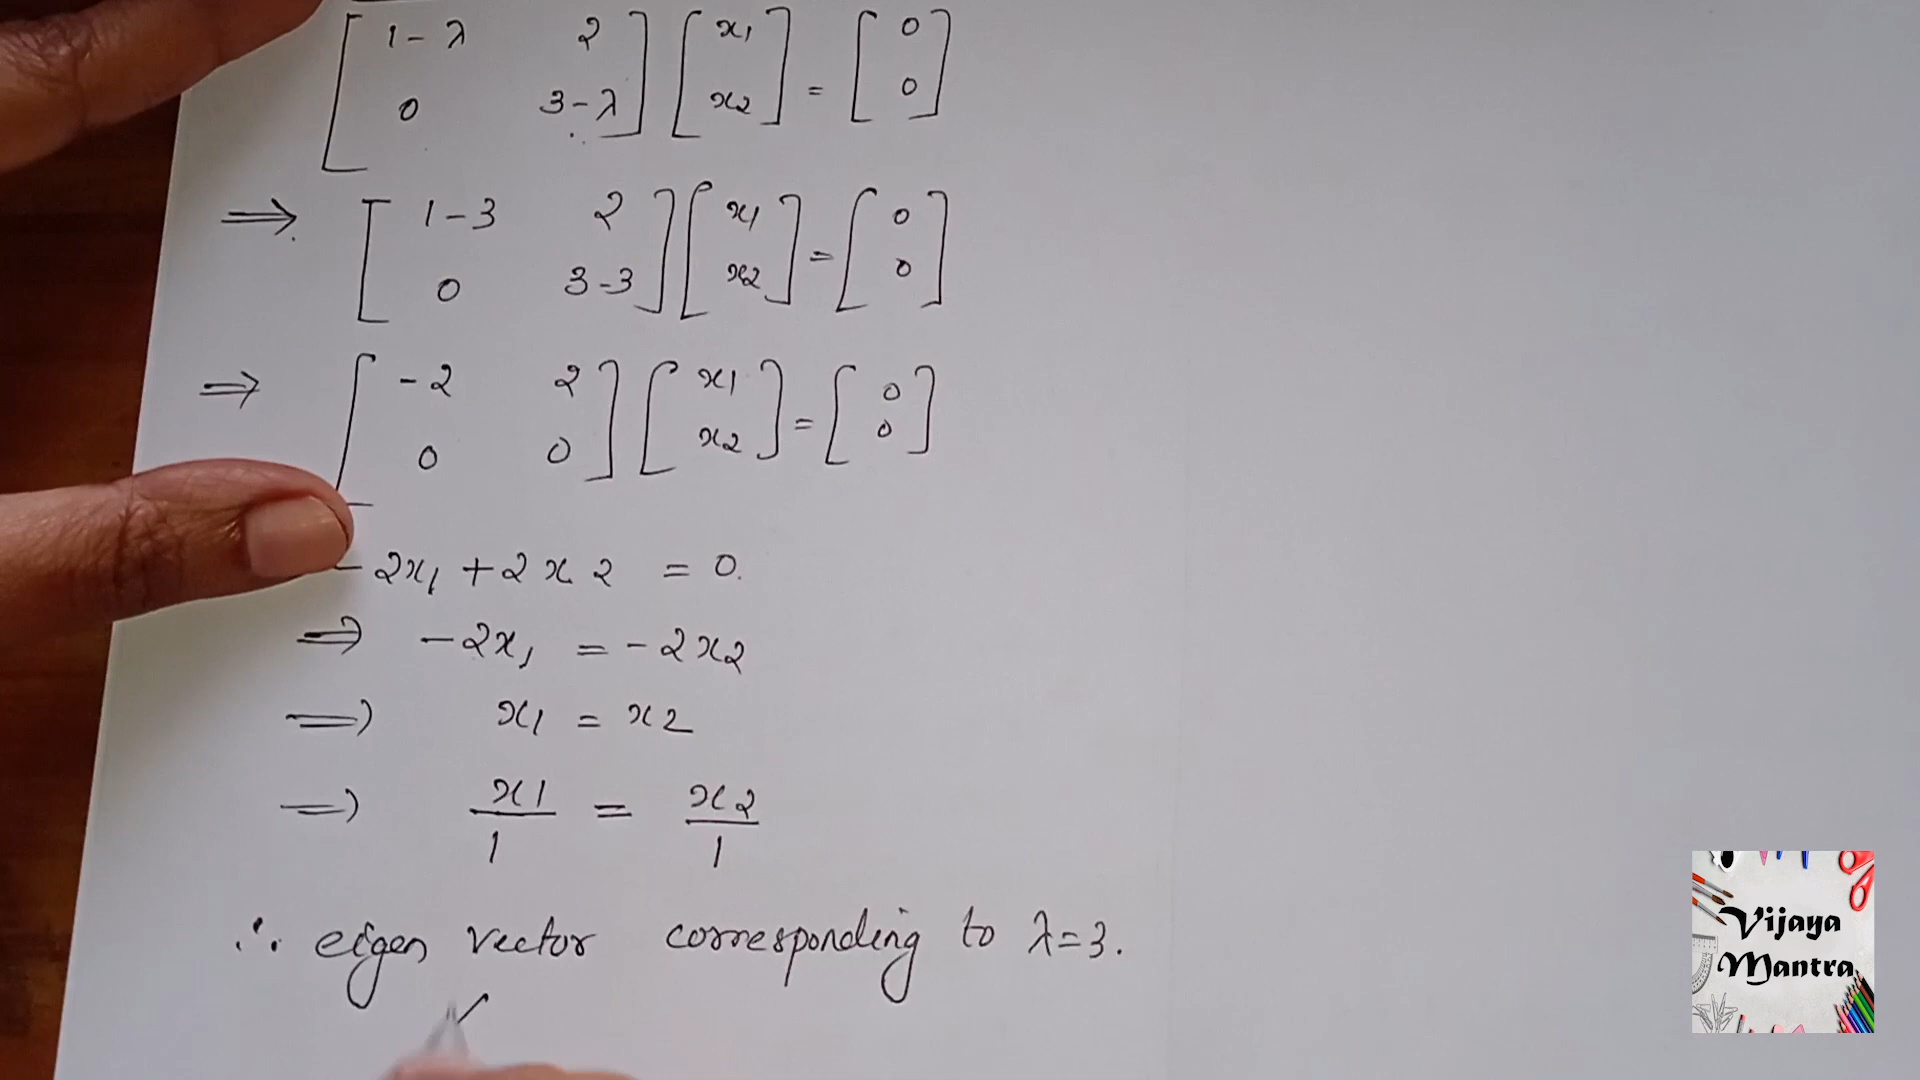 [1-λ 2] [x1] = [0]
[0 3-λ] [x2] [0]
⇒ [1-3 2] [x1] = [0]
[0 3-3] [x2] [0]
⇒ [-2 2] [x1] = [0]
[0 0] [x2] [0]
-2x1 + 2x2 = 0.
⇒ -2x1 = -2x2
⇒ x1 = x2
⇒ x1/1 = x2/1
∴ eigen vector corresponding to λ=3.
Vijaya
Mantra